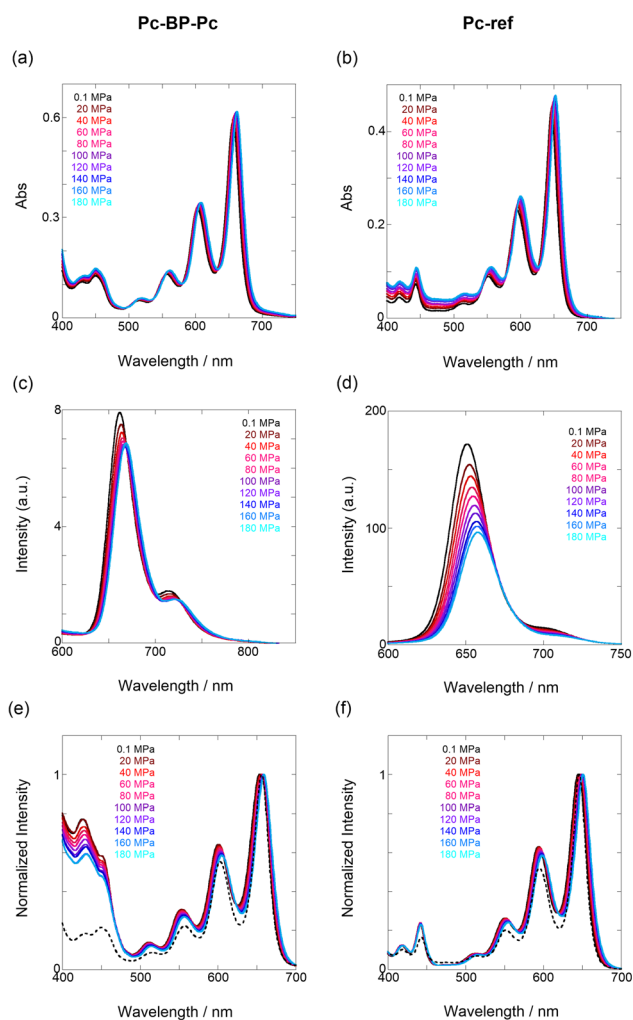 Pc-BP-Pc
Pc-ref
(a)
(b)
0.1 MPa
20 MPa
40 MPa
60 MPa
80 MPa
100 MPa
120 MPa
140 MPa
160 MPa
180 MPa
0.6
0.3
0
Abs
400 500 600 700
Wavelength / nm
0.1 MPa
20 MPa
40 MPa
60 MPa
80 MPa
100 MPa
120 MPa
140 MPa
160 MPa
180 MPa
0.4
0.2
0
Abs
400 500 600 700
Wavelength / nm
(c)
(d)
0.1 MPa
20 MPa
40 MPa
60 MPa
80 MPa
100 MPa
120 MPa
140 MPa
160 MPa
180 MPa
8
4
0
Intensity (a.u.)
600 700 800
Wavelength / nm
0.1 MPa
20 MPa
40 MPa
60 MPa
80 MPa
100 MPa
120 MPa
140 MPa
160 MPa
180 MPa
200
100
0
Intensity (a.u.)
600 650 700 750
Wavelength / nm
(e)
(f)
0.1 MPa
20 MPa
40 MPa
60 MPa
80 MPa
100 MPa
120 MPa
140 MPa
160 MPa
180 MPa
1
0
Normalized Intensity
400 500 600 700
Wavelength / nm
0.1 MPa
20 MPa
40 MPa
60 MPa
80 MPa
100 MPa
120 MPa
140 MPa
160 MPa
180 MPa
1
0
Normalized Intensity
400 500 600 700
Wavelength / nm